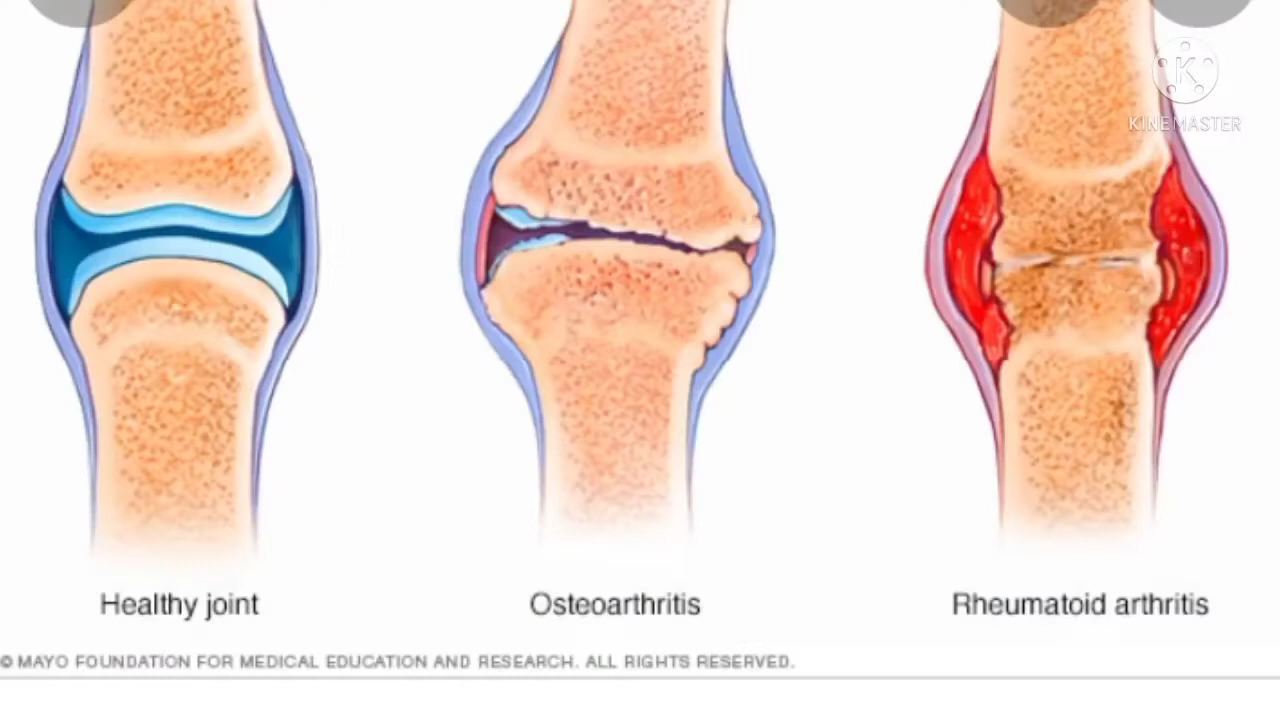 K
KINEMASTER
Healthy joint
Osteoarthritis
Rheumatoid arthritis
© MAYO FOUNDATION FOR MEDICAL EDUCATION AND RESEARCH. ALL RIGHTS RESERVED.